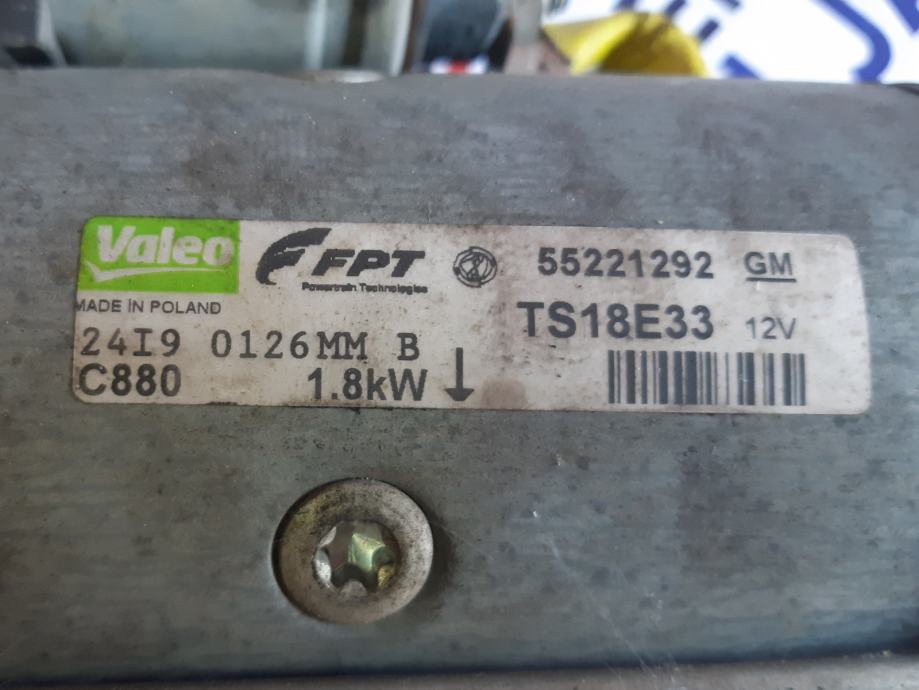 Valeo FPT 55221292 GM
Powertrain Technologies
MADE IN POLAND TS18E33 12V
24I9 0126MM B
C880 1.8kW